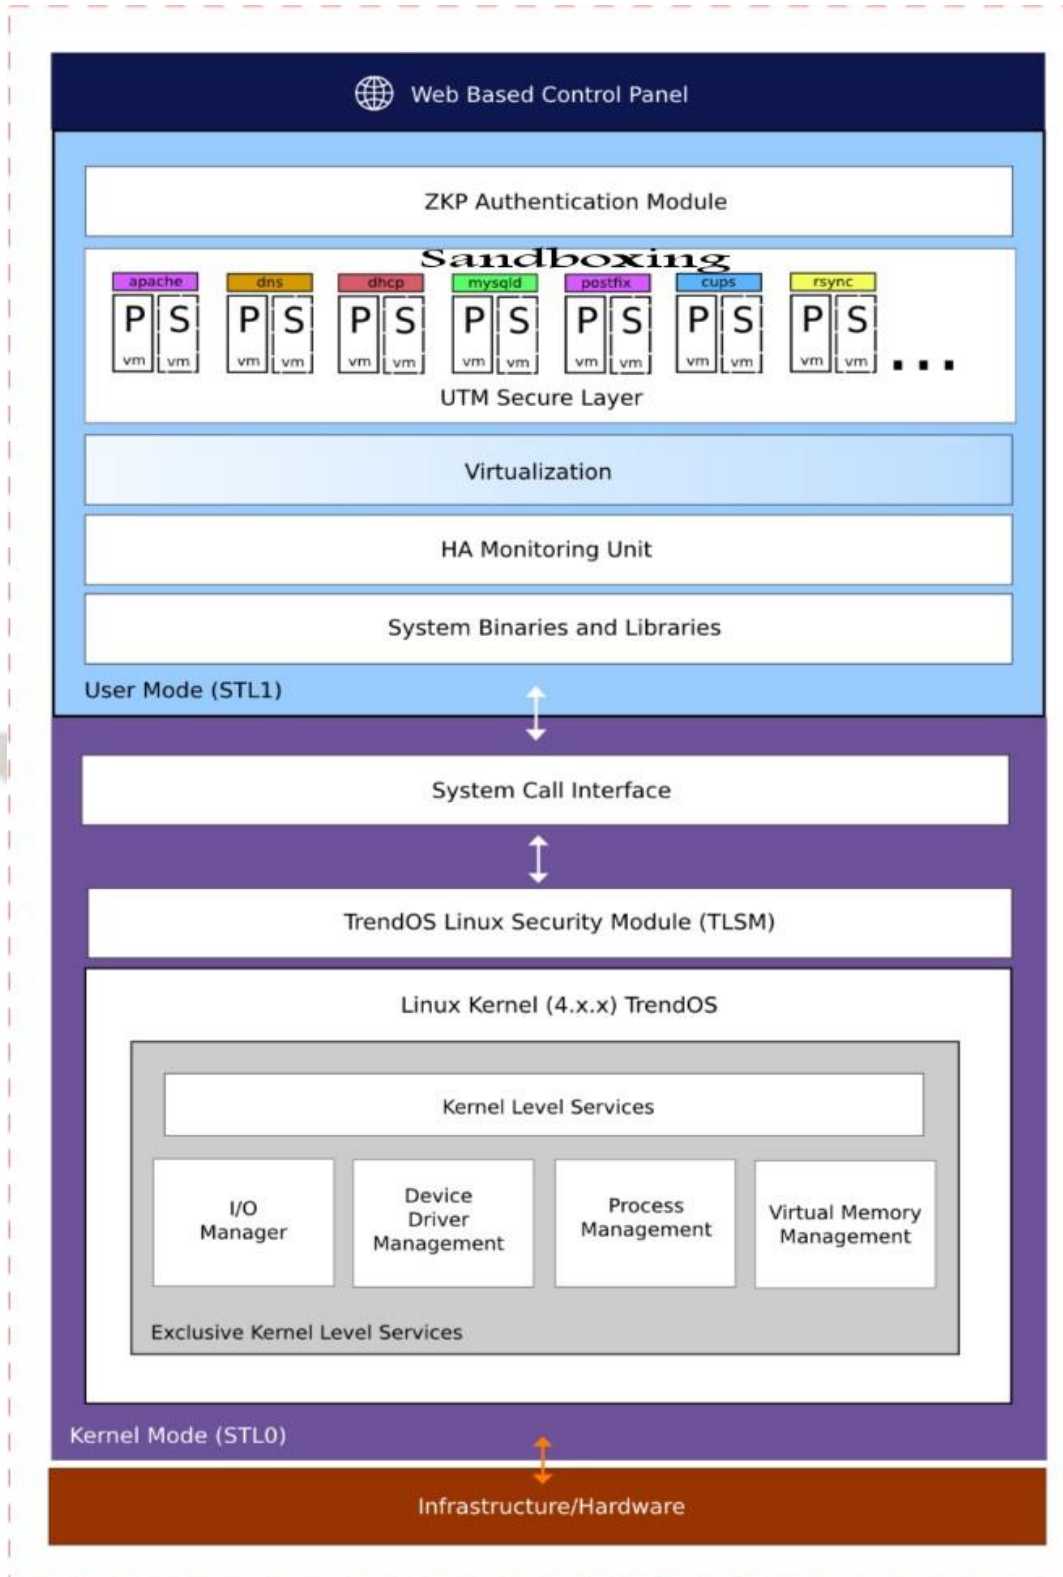 Web Based Control Panel
ZKP Authentication Module
Sandboxing
apache dns dhcp mysqld postfix cups rsync
P S P S P S P S P S P S P S
vm vm vm vm vm vm vm vm vm vm vm vm vm vm ...
UTM Secure Layer
Virtualization
HA Monitoring Unit
System Binaries and Libraries
User Mode (STL1)
System Call Interface
TrendOS Linux Security Module (TLSM)
Linux Kernel (4.x.x) TrendOS
Kernel Level Services
I/O
Manager
Device
Driver
Management
Process
Management
Virtual Memory
Management
Exclusive Kernel Level Services
Kernel Mode (STL0)
Infrastructure/Hardware